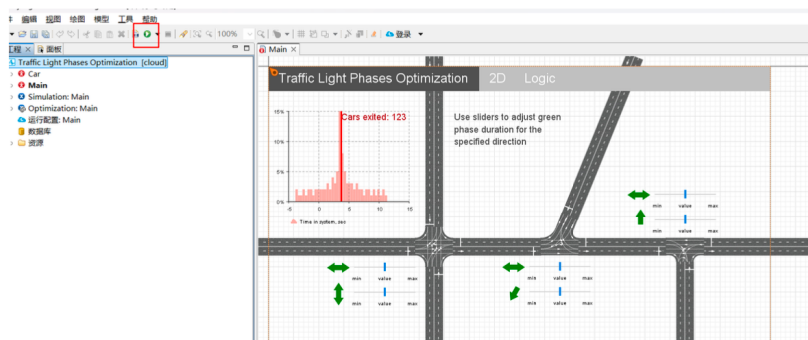 编辑 视图 绘图 模型 工具 帮助
100% 登录
工程 面板 Main
Traffic Light Phases Optimization [cloud]
Car
Main
Simulation: Main
Optimization: Main
运行配置: Main
数据库
资源
Traffic Light Phases Optimization 2D Logic
Cars exited: 123
Use sliders to adjust green
phase duration for the
specified direction
15%
10%
5%
0%
-5 0 5 10 15
Time in system, sec
min value max
min value max
min value max
min value max
min value max
min value max